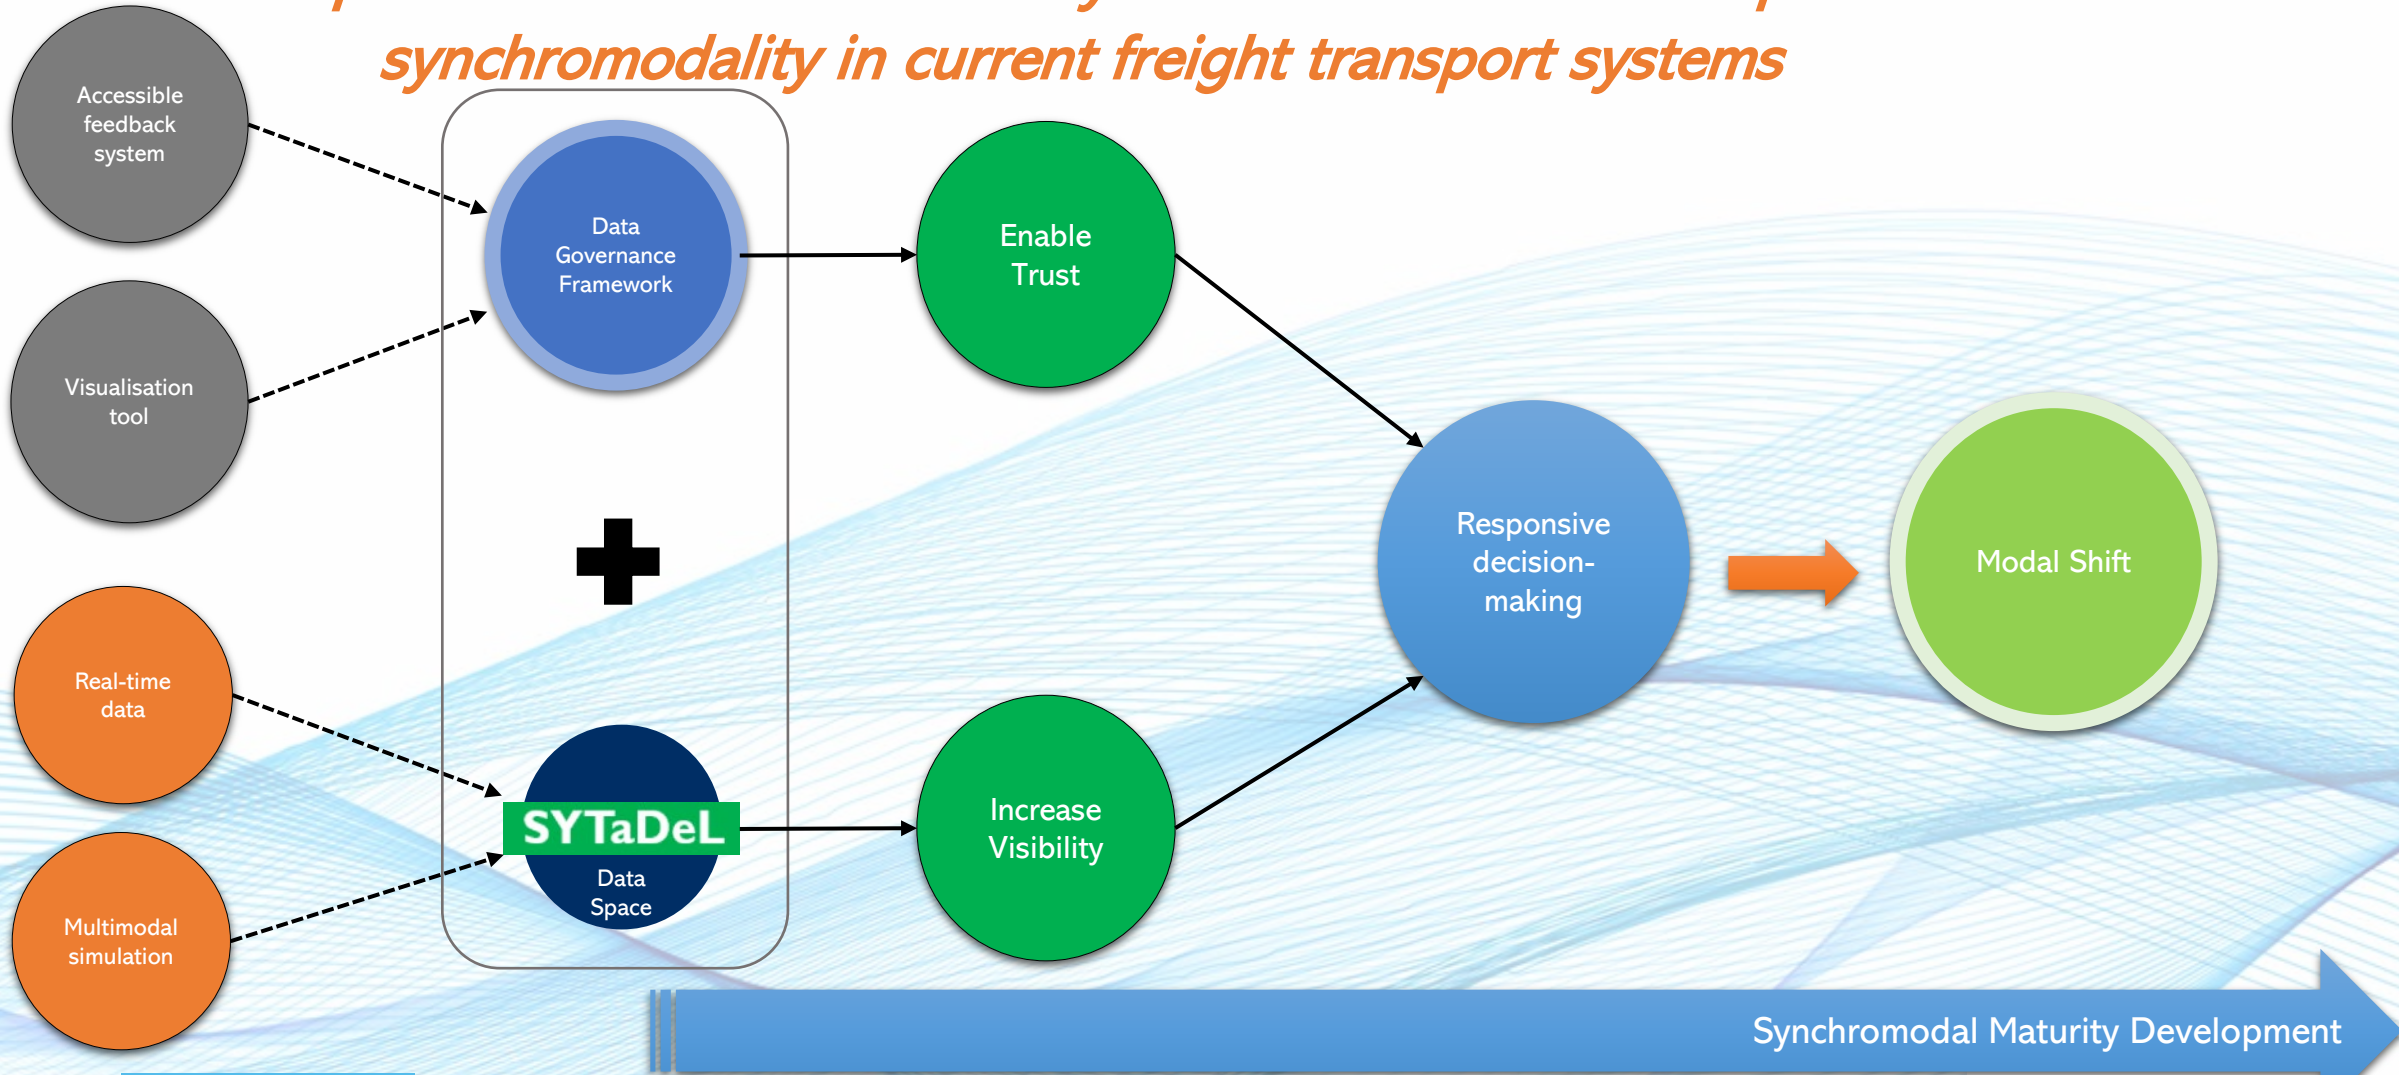 synchromodality in current freight transport systems
Accessible
feedback
system
Data
Governance
Framework
Enable
Trust
Visualisation
tool
Responsive
decision-
making
Modal Shift
Real-time
data
SYTaDeL
Data
Space
Increase
Visibility
Multimodal
simulation
Synchromodal Maturity Development